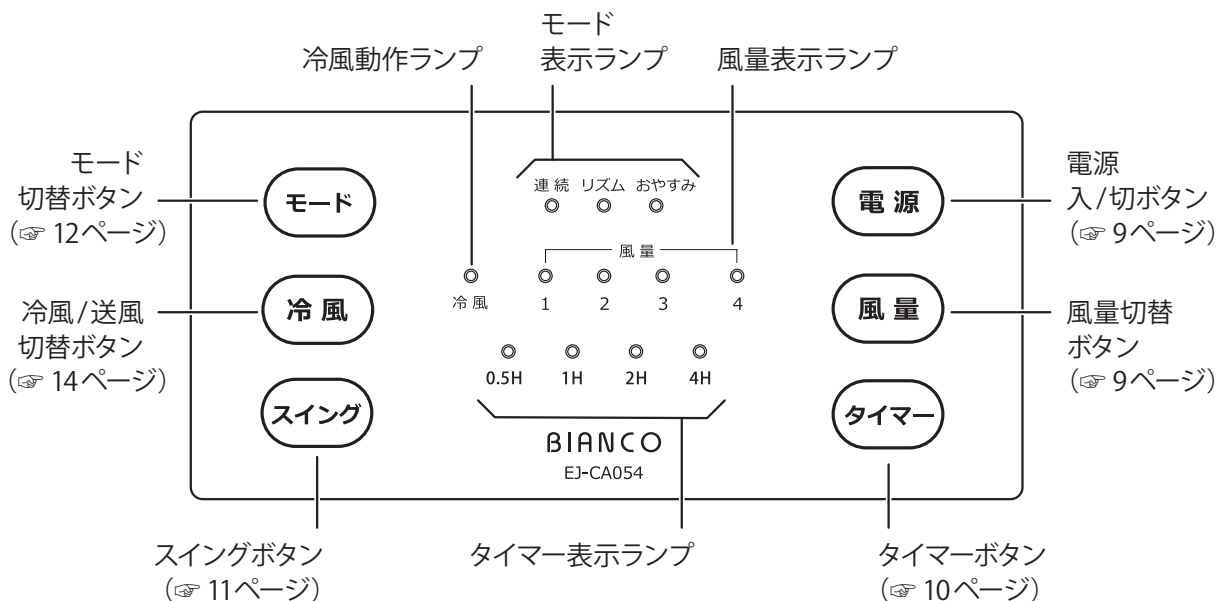 モード
冷風動作ランプ
表示ランプ
風量表示ランプ
モード
切替ボタン
(☞ 12ページ)
冷風/送風
切替ボタン
(☞ 14ページ)
モード
冷風
スイング
連続 リズム おやすみ
風量
冷風
1 2 3 4
0.5H 1H 2H 4H
BIANCO
EJ-CA054
電源
風量
タイマー
電源
入/切ボタン
(☞ 9ページ)
風量切替
ボタン
(☞ 9ページ)
スイングボタン
(☞ 11ページ)
タイマー表示ランプ
タイマーボタン
(☞ 10ページ)